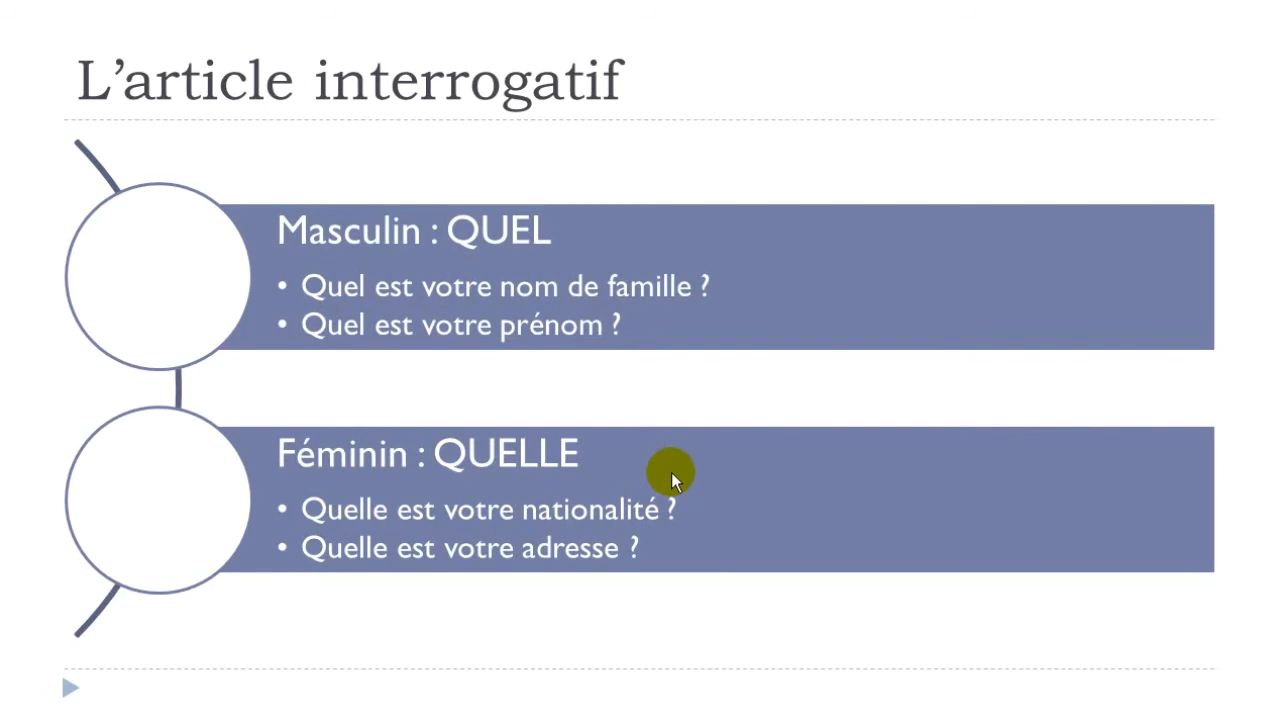 L’article interrogatif
Masculin : QUEL
• Quel est votre nom de famille ?
• Quel est votre prénom ?
Féminin : QUELLE
• Quelle est votre nationalité ?
• Quelle est votre adresse ?